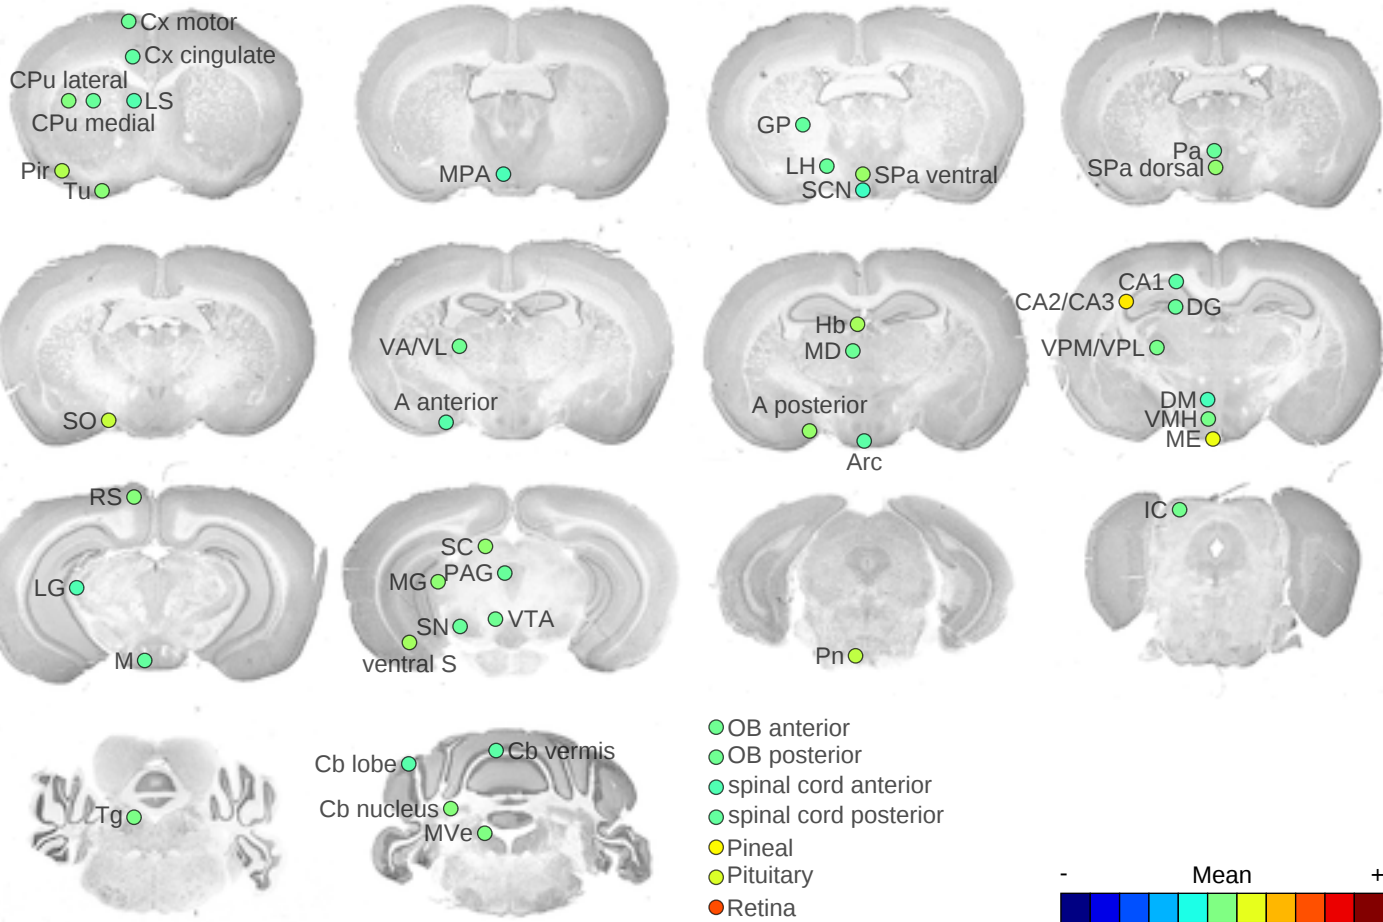 Cx motor
Cx cingulate
CPu lateral
LS
CPu medial
Pir
Tu
MPA
GP
LH
SPa ventral
SCN
Pa
SPa dorsal
SO
VA/VL
A anterior
Hb
MD
A posterior
Arc
CA1
CA2/CA3
DG
VPM/VPL
DM
VMH
ME
RS
LG
M
SC
MG
PAG
SN
VTA
ventral S
Pn
IC
Tg
Cb lobe
Cb vermis
Cb nucleus
MVe
OB anterior
OB posterior
spinal cord anterior
spinal cord posterior
Pineal
Pituitary
Retina
- Mean +